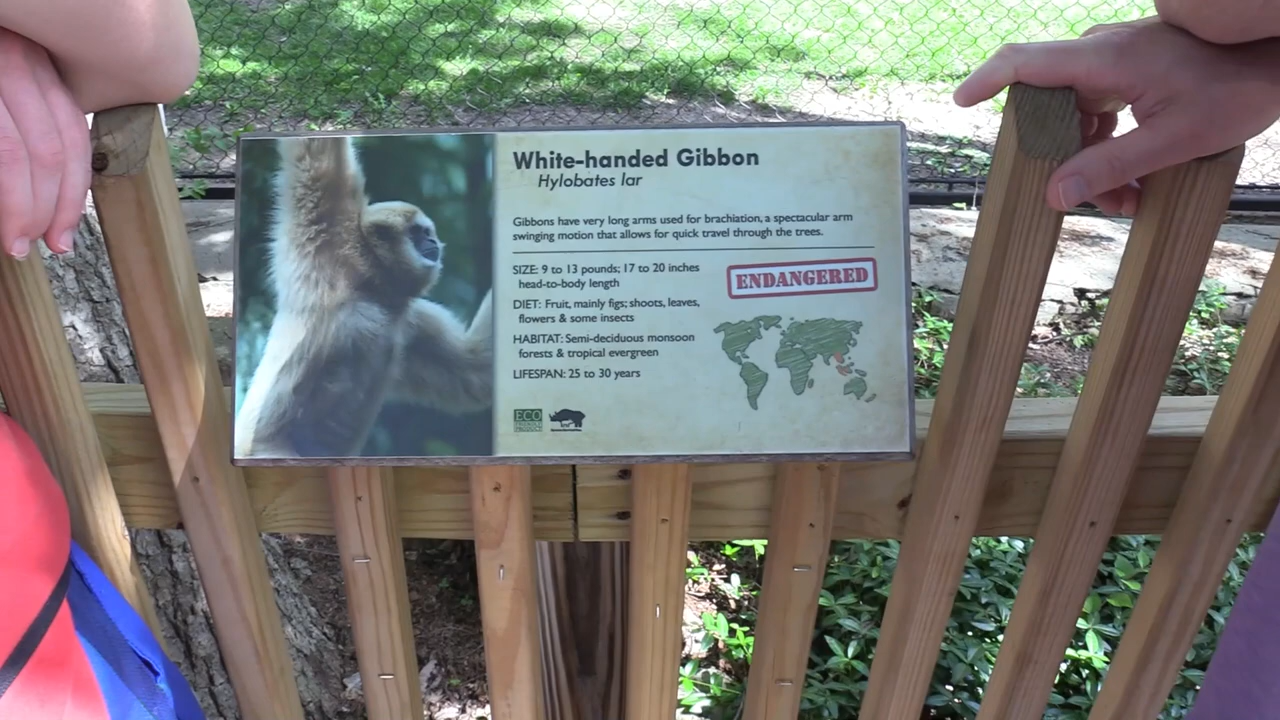 White-handed Gibbon
Hylobates lar
Gibbons have very long arms used for brachiation, a spectacular arm
swinging motion that allows for quick travel through the trees.
SIZE: 9 to 13 pounds; 17 to 20 inches
head-to-body length
ENDANGERED
DIET: Fruit, mainly figs; shoots, leaves,
flowers & some insects
HABITAT: Semi-deciduous monsoon
forests & tropical evergreen
LIFESPAN: 25 to 30 years
ECO
FRIENDLY
PRODUCT